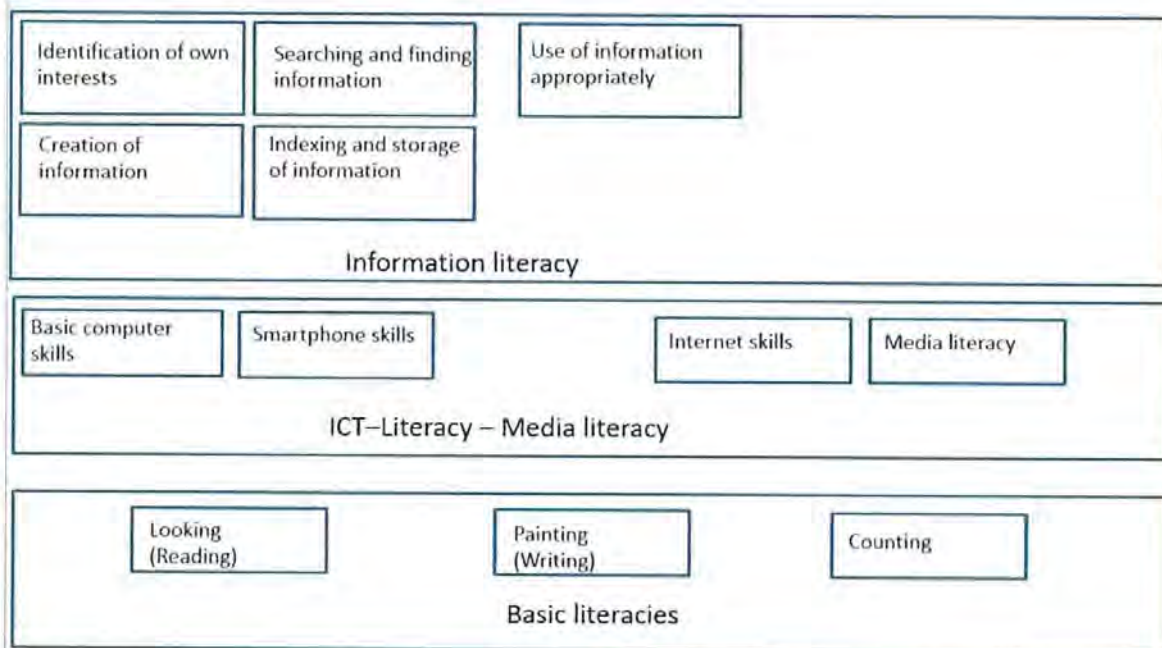 Identification of own
interests
Searching and finding
information
Use of information
appropriately
Creation of
information
Indexing and storage
of information
Information literacy
Basic computer
skills
Smartphone skills
Internet skills
Media literacy
ICT–Literacy – Media literacy
Looking
(Reading)
Painting
(Writing)
Counting
Basic literacies